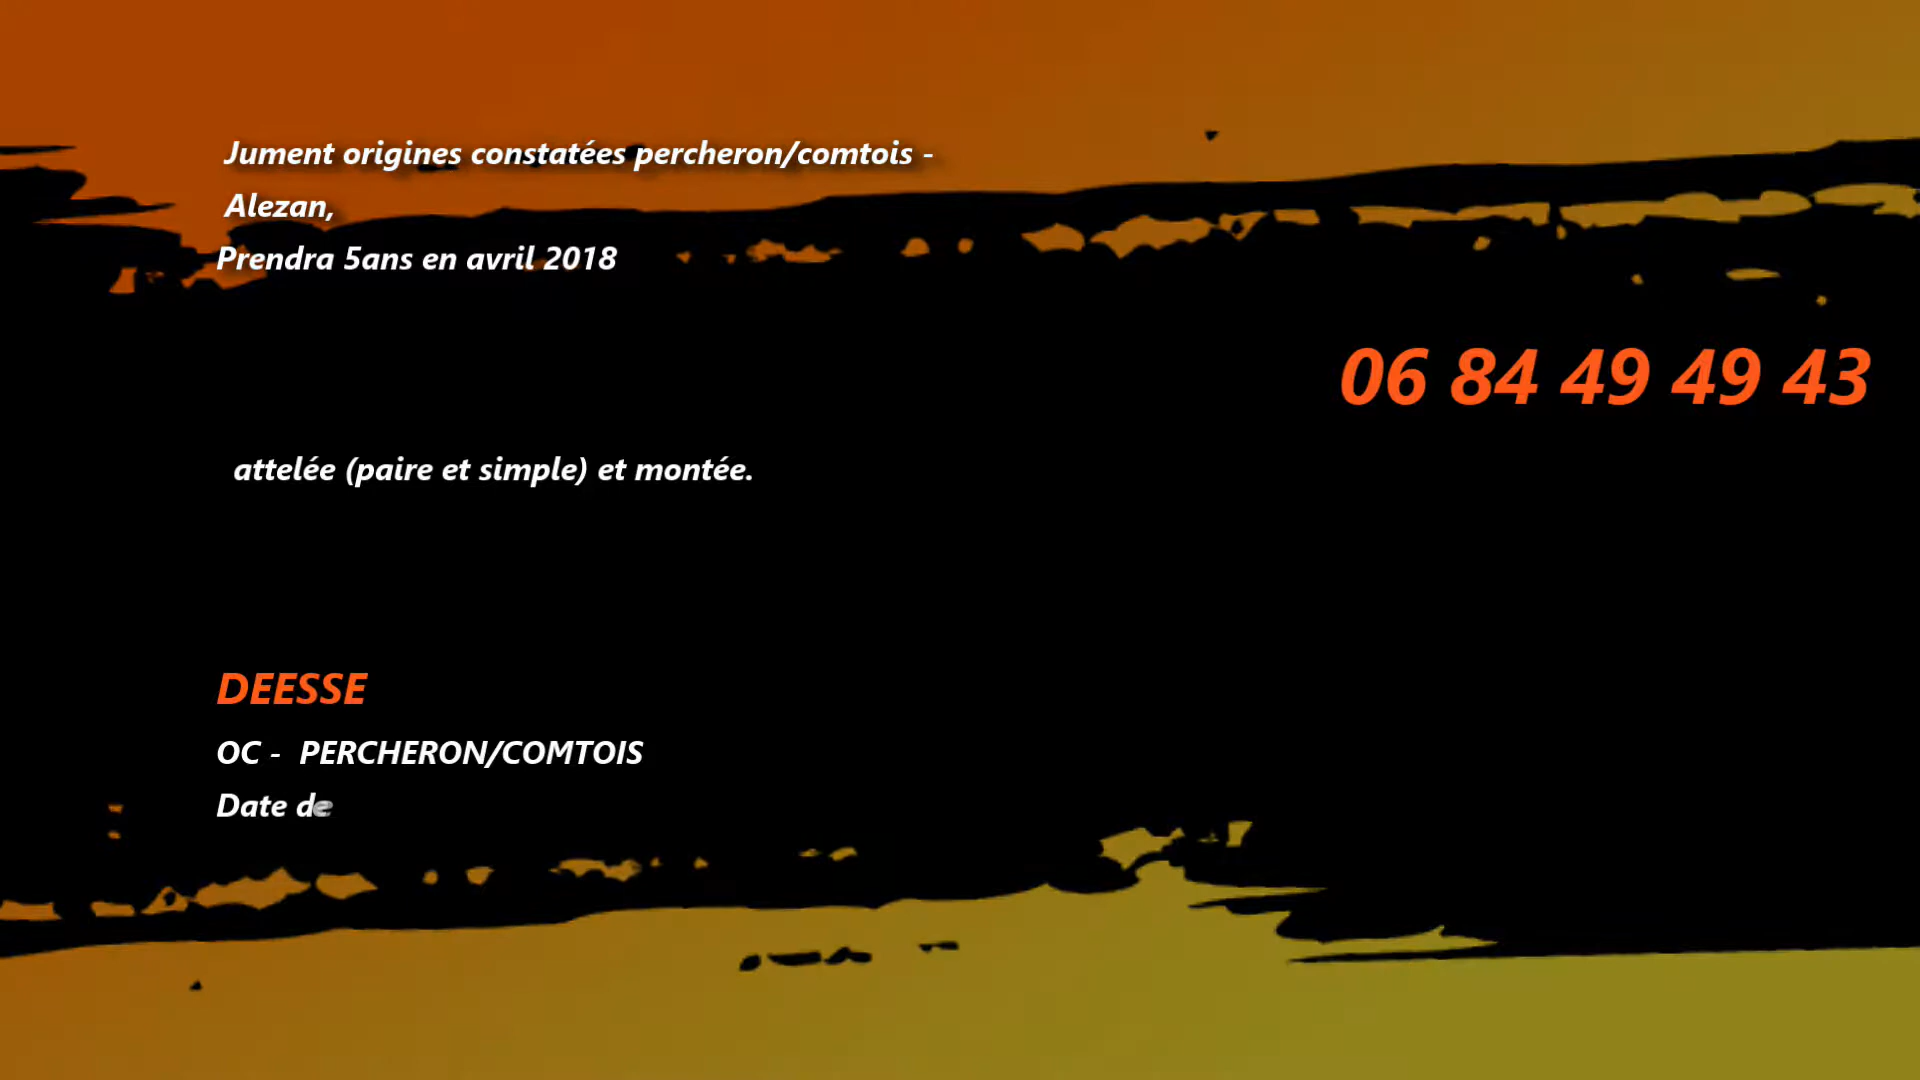 Jument origines constatées percheron/comtois -
Alezan,
Prendra 5ans en avril 2018
06 84 49 49 43
attelée (paire et simple) et montée.
DEESSE
OC - PERCHERON/COMTOIS
Date de